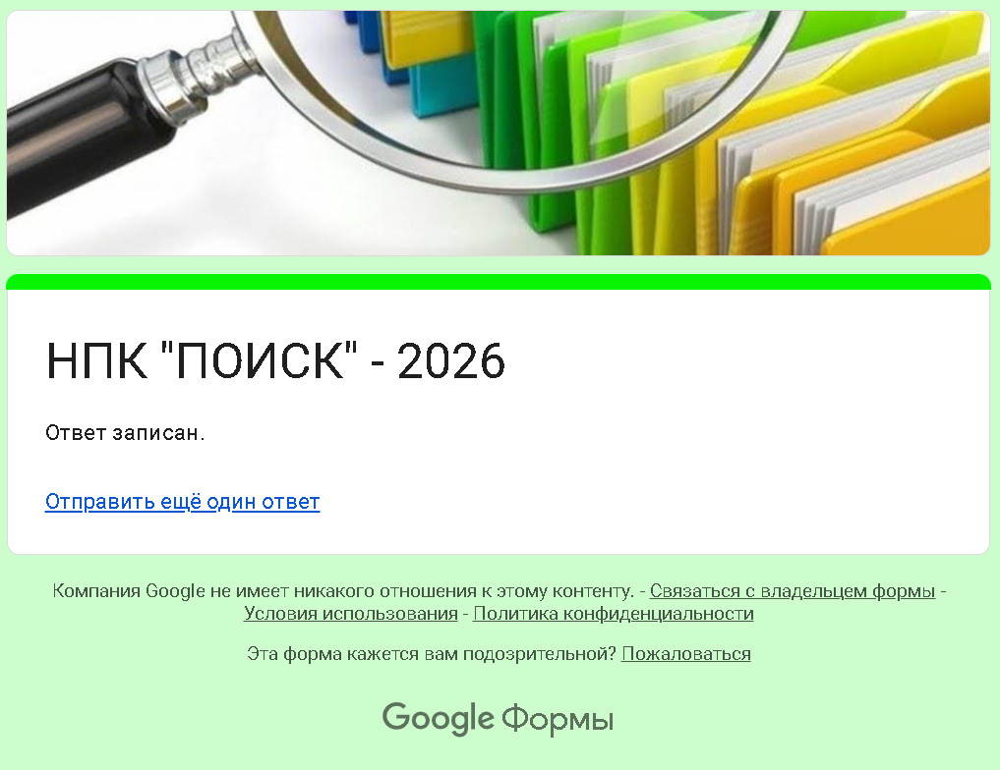 НПК "ПОИСК" - 2026
Ответ записан.
Отправить ещё один ответ
Компания Google не имеет никакого отношения к этому контенту. - Связаться с владельцем формы -
Условия использования - Политика конфиденциальности
Эта форма кажется вам подозрительной? Пожаловаться
Google Формы